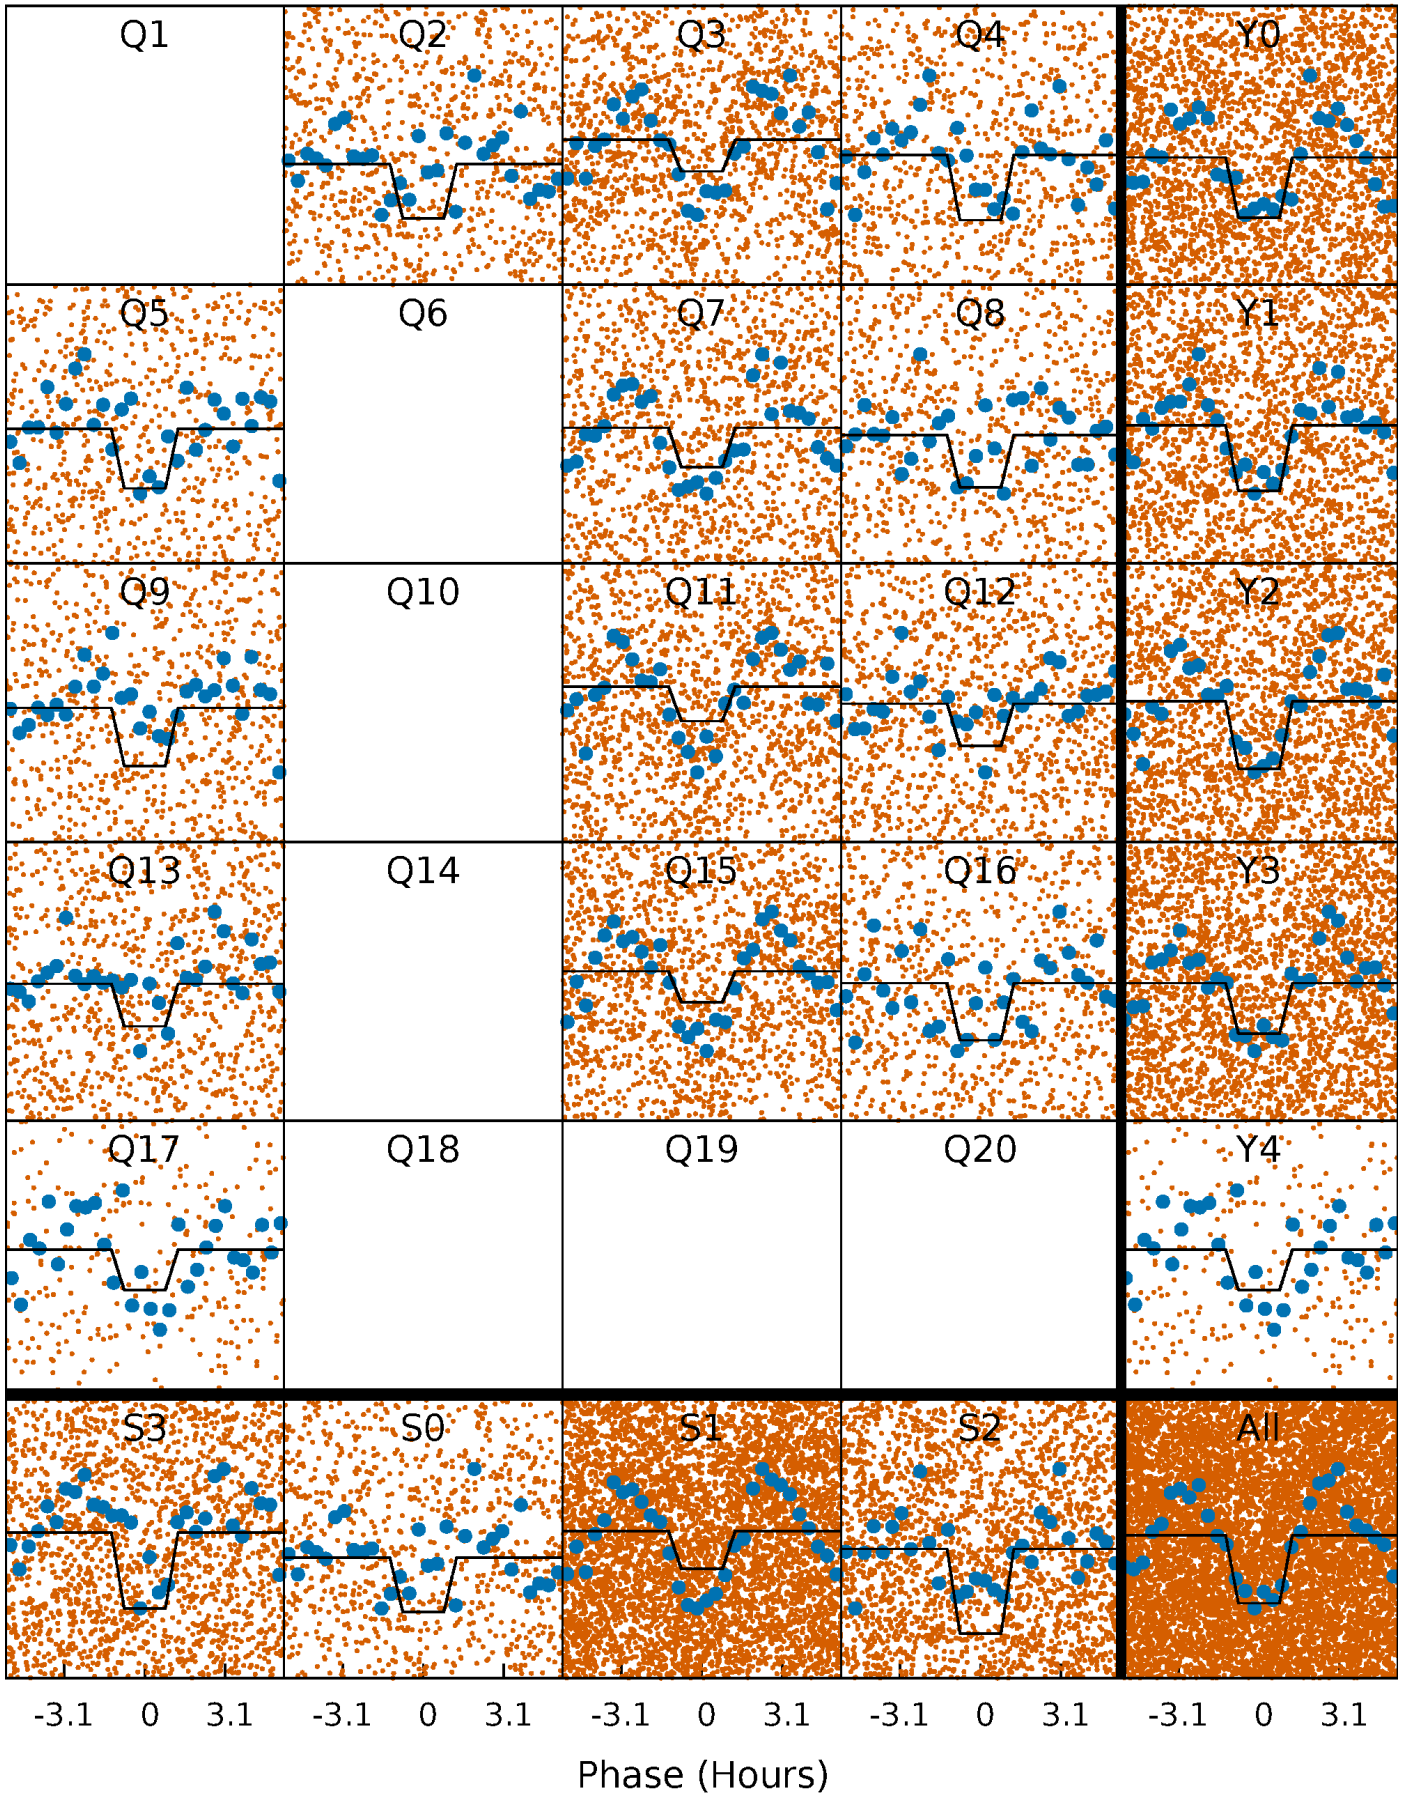 Q1 Q2 Q3 Q4 Y0
Q5 Q6 Q7 Q8 Y1
Q9 Q10 Q11 Q12 Y2
Q13 Q14 Q15 Q16 Y3
Q17 Q18 Q19 Q20 Y4
S3 S0 S1 S2 All
-3.1 0 3.1 -3.1 0 3.1 -3.1 0 3.1 -3.1 0 3.1 -3.1 0 3.1
Phase (Hours)